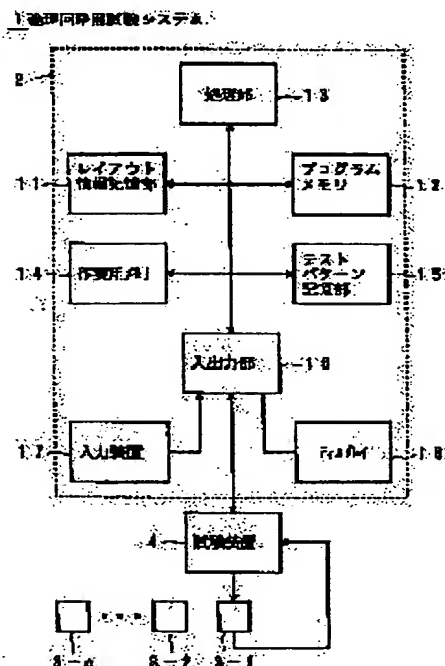 1 論理回路用試験システム
2
処理部
13
レイアウト
情報記憶部
11
プログラム
メモリ
12
14
作業用メモリ
テスト
パターン
記憶部
15
入出力部
16
17
入力装置
ディスプレイ
18
4
試験装置
3-n
3-2
3-1